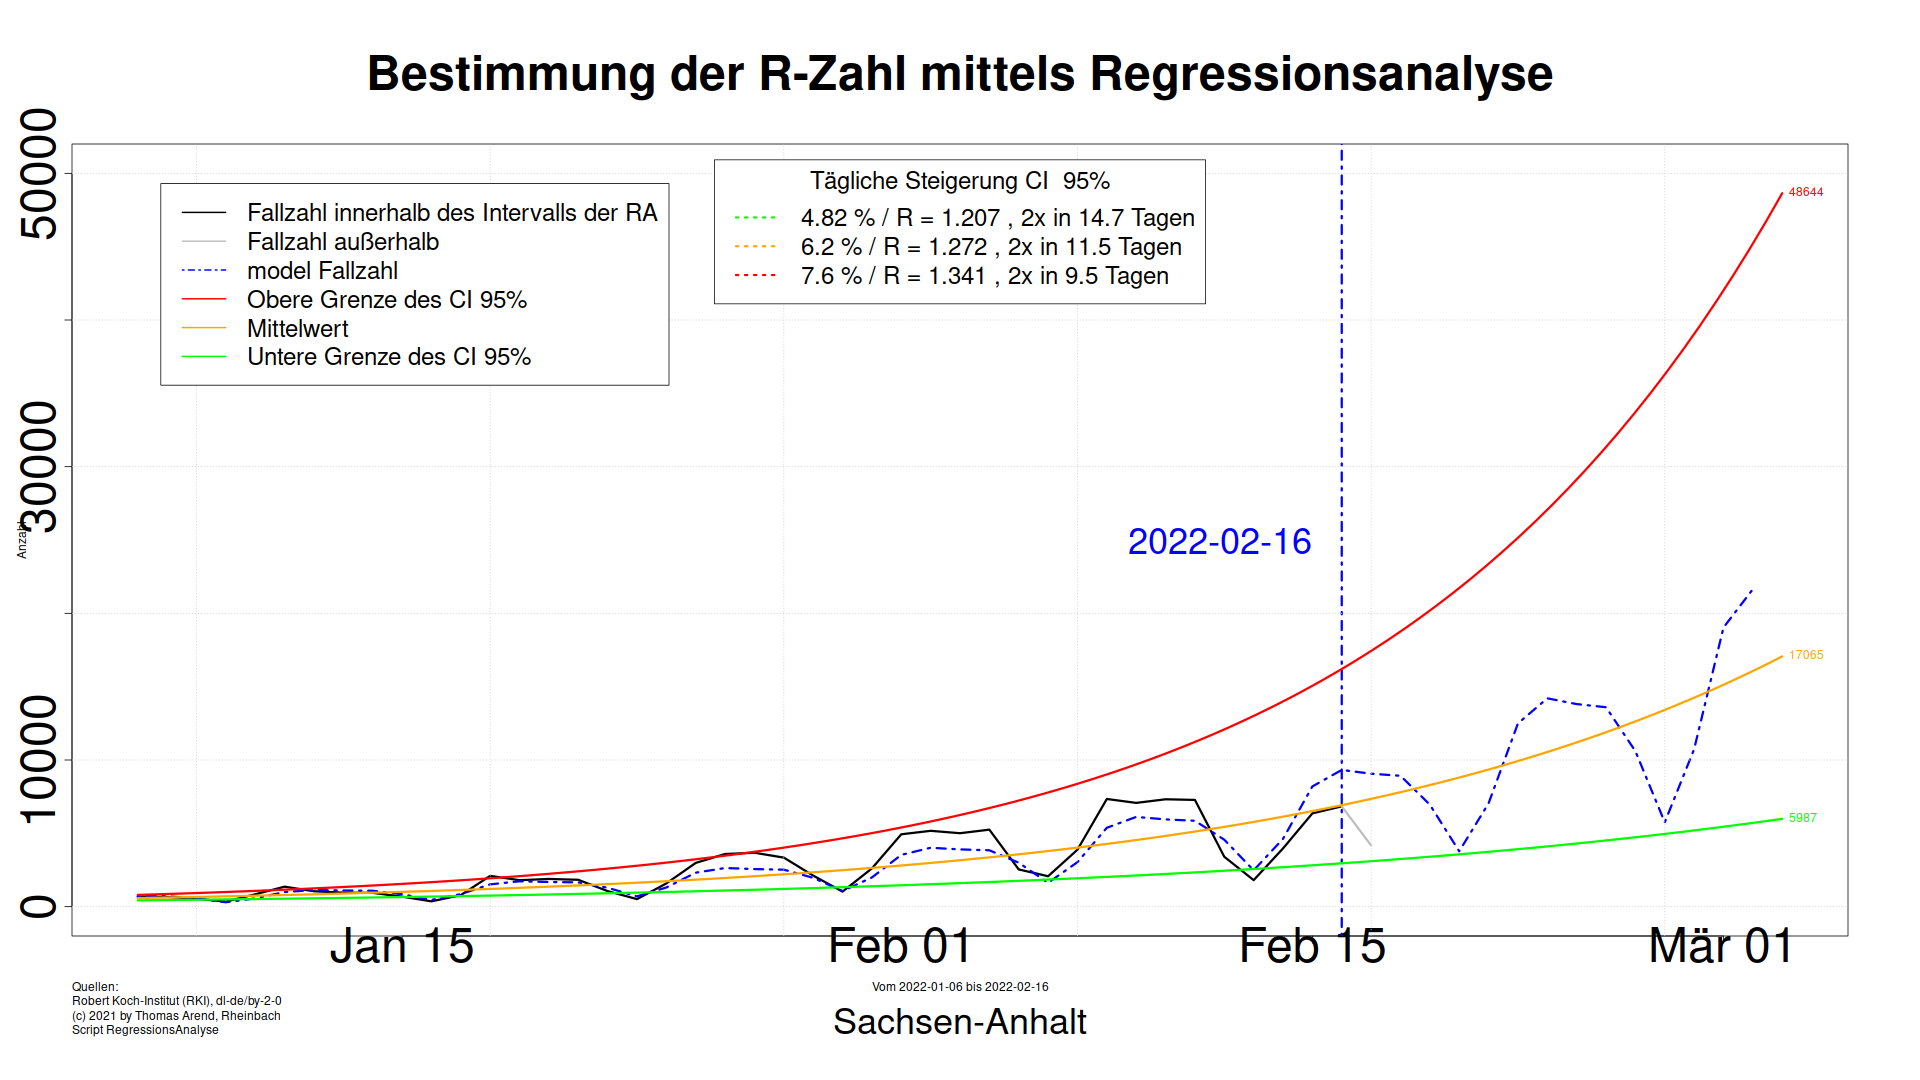 Bestimmung der R-Zahl mittels Regressionsanalyse
50000
30000
10000
0
Anzahl
Fallzahl innerhalb des Intervalls der RA
Fallzahl außerhalb
model Fallzahl
Obere Grenze des CI 95%
Mittelwert
Untere Grenze des CI 95%
Tägliche Steigerung CI  95%
4.82 % / R = 1.207 , 2x in 14.7 Tagen
6.2 % / R = 1.272 , 2x in 11.5 Tagen
7.6 % / R = 1.341 , 2x in 9.5 Tagen
48644
2022-02-16
17065
5987
Jan 15
Feb 01
Feb 15
Mär 01
Quellen:
Robert Koch-Institut (RKI), dl-de/by-2-0
(c) 2021 by Thomas Arend, Rheinbach
Script RegressionsAnalyse
Vom 2022-01-06 bis 2022-02-16
Sachsen-Anhalt